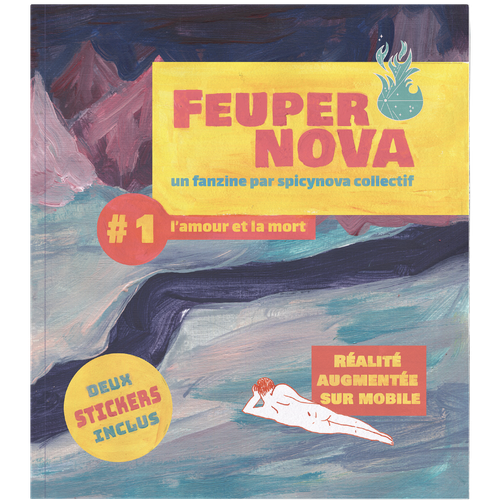 FEUPER
NOVA
un fanzine par spicynova collectif
# 1
l'amour et la mort
DEUX
STICKERS
INCLUS
RÉALITÉ
AUGMENTÉE
SUR MOBILE